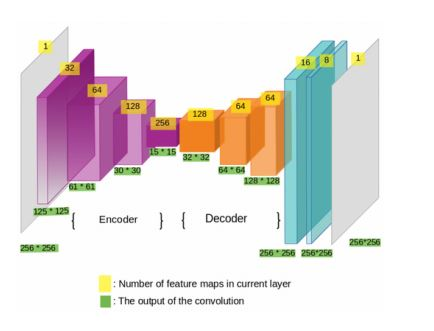 1
32
64
128
256
128
64
64
16
8
1
125 * 125
61 * 61
30 * 30
15 * 15
32 * 32
64 * 64
128 * 128
256 * 256
256 * 256
256*256
256*256
{ Encoder }
{ Decoder }
: Number of feature maps in current layer
: The output of the convolution